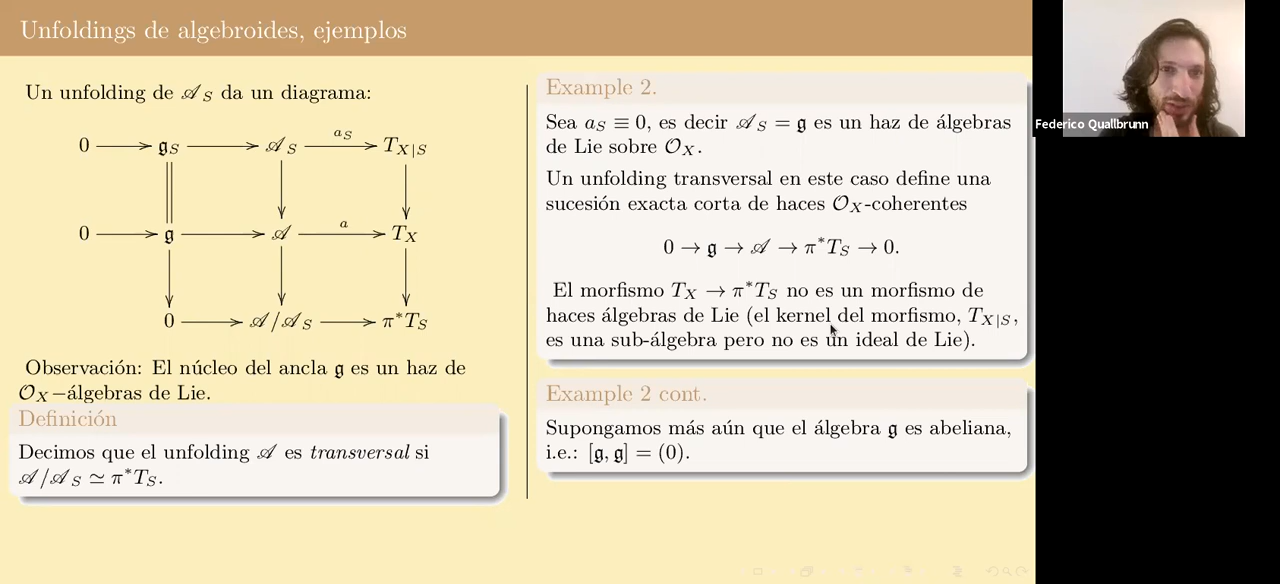 Unfoldings de algebroides, ejemplos
Un unfolding de 𝒜_S da un diagrama:
0 → 𝔤_S → 𝒜_S →^{a_S} T_{X|S}
0 → 𝔤 → 𝒜 →^{a} T_X
0 → 𝒜/𝒜_S → π*T_S
Observación: El núcleo del ancla 𝔤 es un haz de
𝒪_X−álgebras de Lie.
Definición
Decimos que el unfolding 𝒜 es transversal si
𝒜/𝒜_S ≃ π*T_S.
Example 2.
Sea a_S ≡ 0, es decir 𝒜_S = 𝔤 es un haz de álgebras
de Lie sobre 𝒪_X.
Un unfolding transversal en este caso define una
sucesión exacta corta de haces 𝒪_X-coherentes
0 → 𝔤 → 𝒜 → π*T_S → 0.
El morfismo T_X → π*T_S no es un morfismo de
haces álgebras de Lie (el kernel del morfismo, T_{X|S},
es una sub-álgebra pero no es un ideal de Lie).
Example 2 cont.
Supongamos más aún que el álgebra 𝔤 es abeliana,
i.e.: [𝔤, 𝔤] = (0).
Federico Quallbrunn